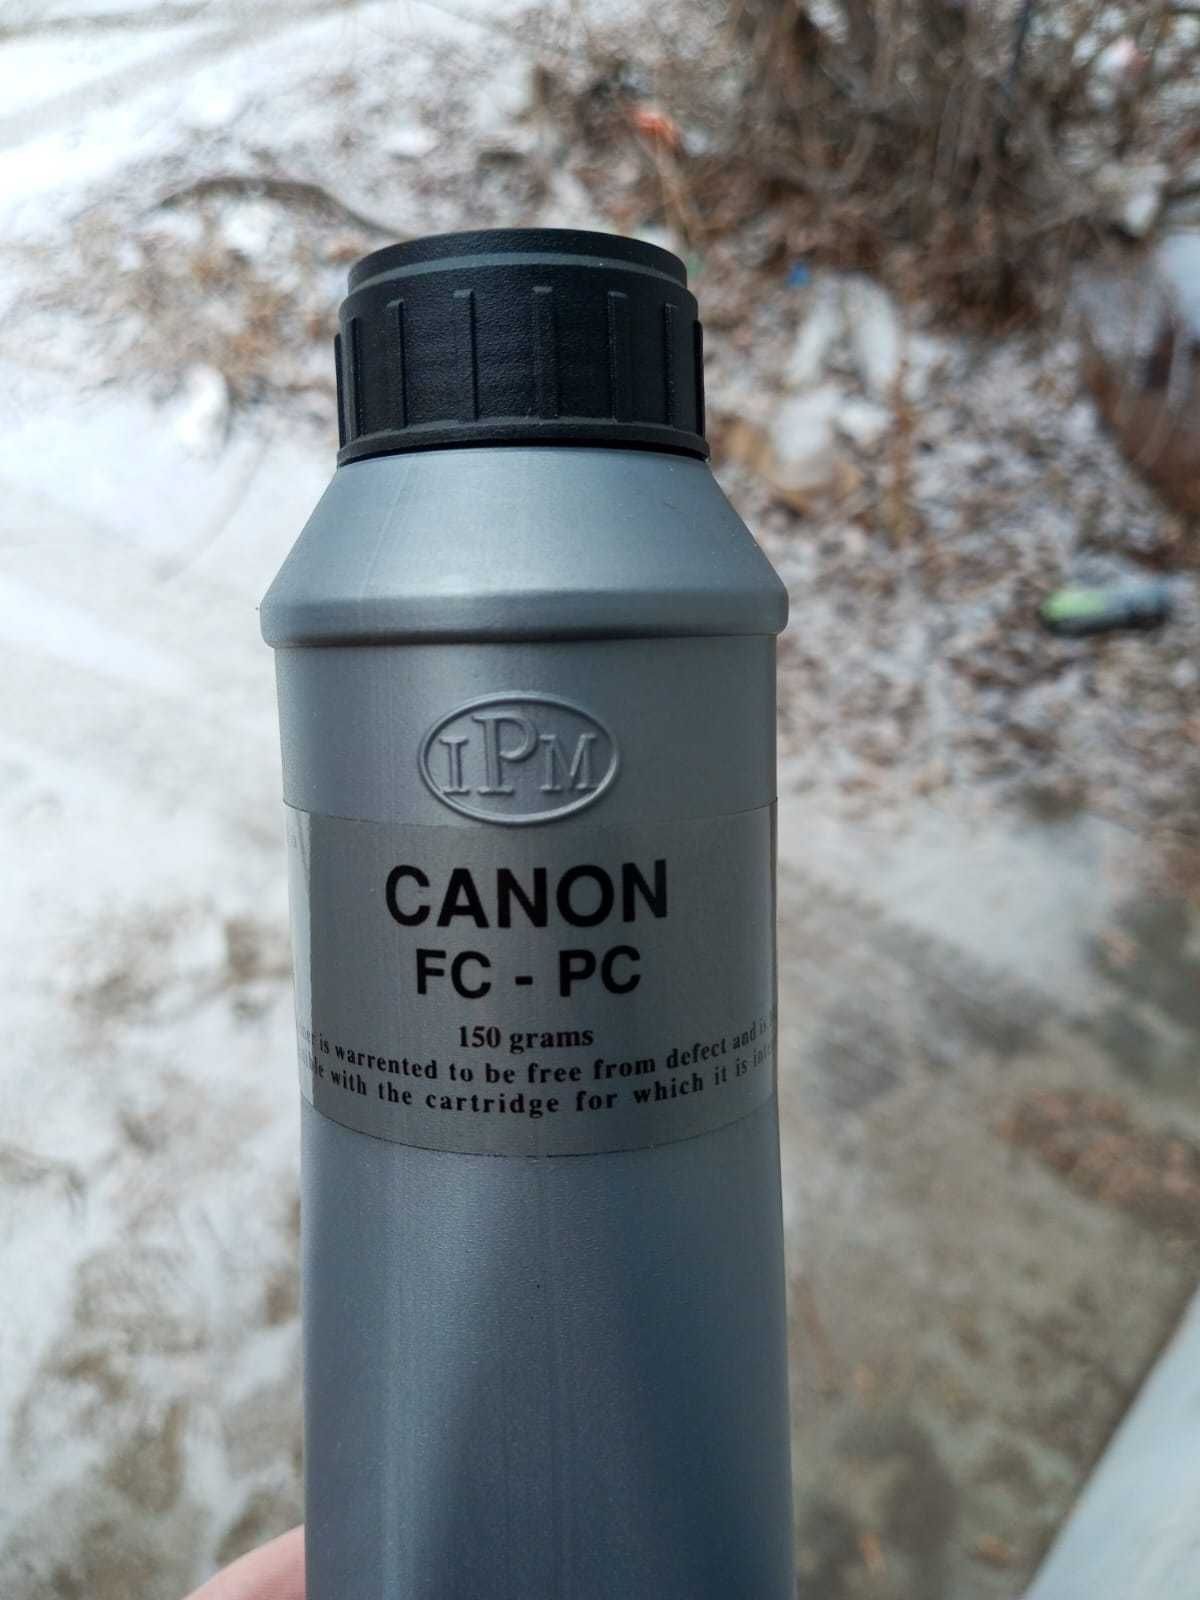 IPM
CANON
FC - PC
150 grams
is warrented to be free from defect and is
with the cartridge for which it is